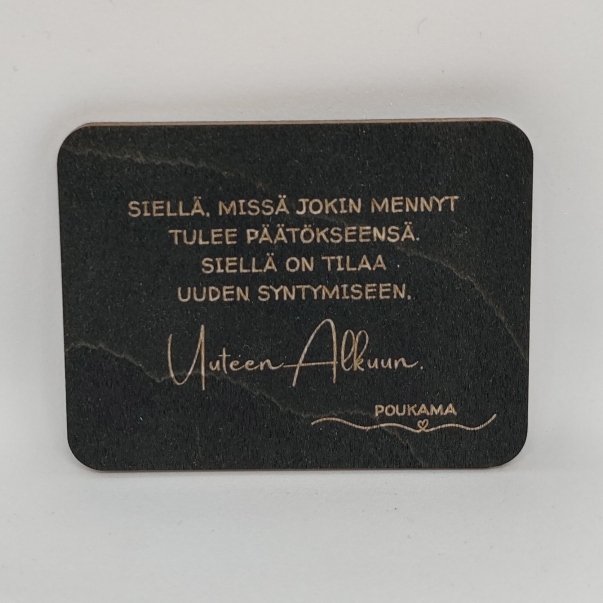 SIELLÄ, MISSÄ JOKIN MENNYT
TULEE PÄÄTÖKSEENSÄ.
SIELLÄ ON TILAA
UUDEN SYNTYMISEEN.
Uuteen Alkuun.
POUKAMA